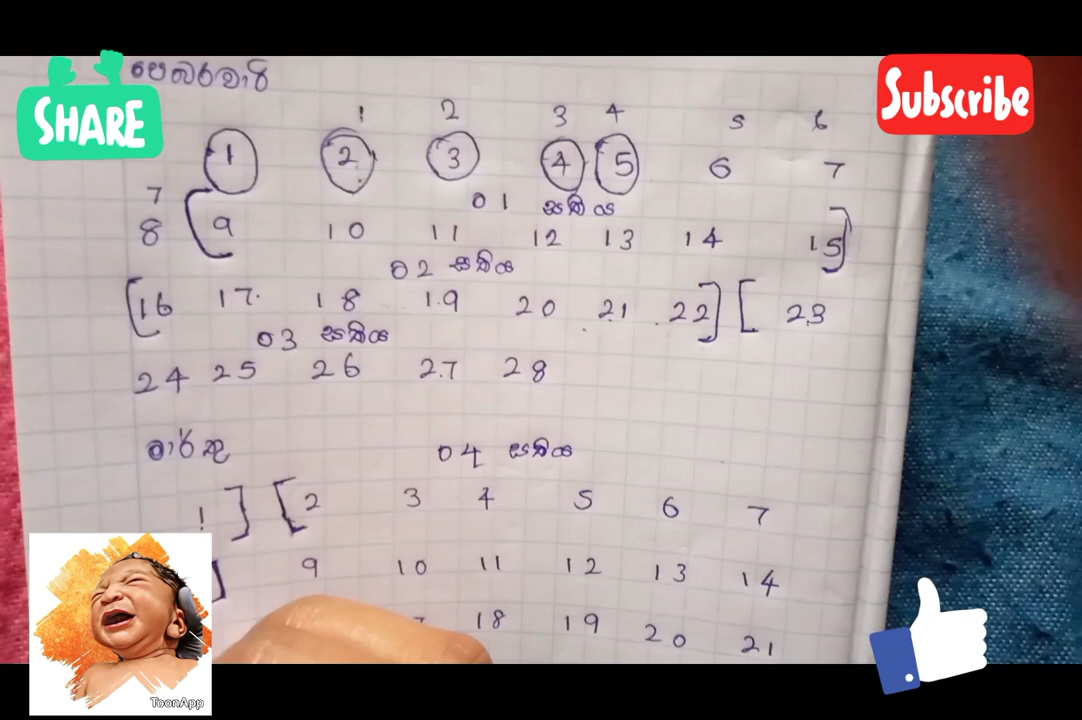 පෙබරවාරි
SHARE
Subscribe
1 2 3 4 5 6
1 2 3 4 5 6 7
7
01 සතිය
8 [9 10 11 12 13 14 15]
02 සතිය
[16 17 18 19 20 21 22] [23
03 සතිය
24 25 26 27 28
මාර්තු 04 සතිය
1] [2 3 4 5 6 7
] 9 10 11 12 13 14
18 19 20 21
ToonApp